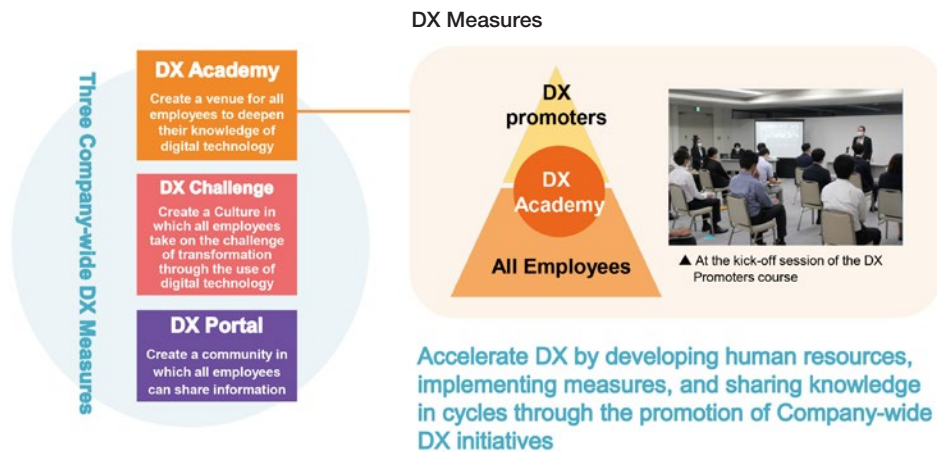 DX Measures
Three Company-wide DX Measures
DX Academy
Create a venue for all
employees to deepen
their knowledge of
digital technology
DX Challenge
Create a Culture in
which all employees
take on the challenge
of transformation
through the use of
digital technology
DX Portal
Create a community in
which all employees
can share information
DX
promoters
DX
Academy
All Employees
▲ At the kick-off session of the DX
Promoters course
Accelerate DX by developing human resources,
implementing measures, and sharing knowledge
in cycles through the promotion of Company-wide
DX initiatives